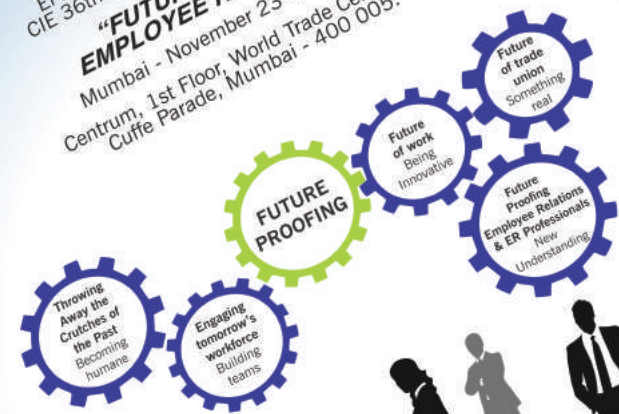 CIE 36th
"FUTU
EMPLOYEE
Mumbai - November 23
Centrum, 1st Floor, World Trade Ce
Cuffe Parade, Mumbai - 400 005.
Future
of trade
union
Something
real
Future
of work
Being
Innovative
Future
Proofing
Employee Relations
& ER Professionals
New
Understanding
FUTURE
PROOFING
Throwing
Away the
Crutches of
the Past
Becoming
humane
Engaging
tomorrow's
workforce
Building
teams